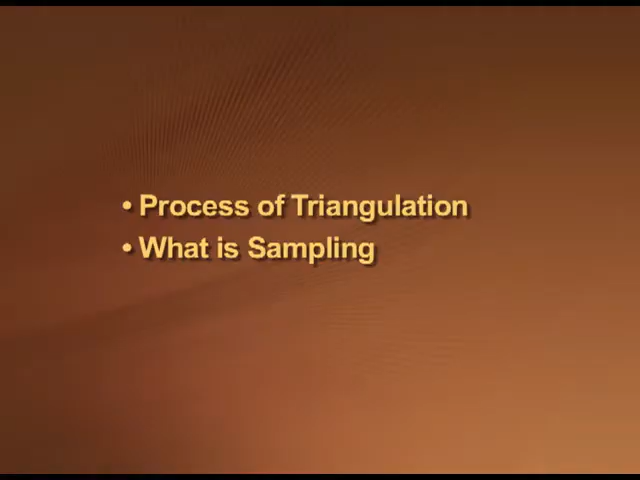 • Process of Triangulation
• What is Sampling